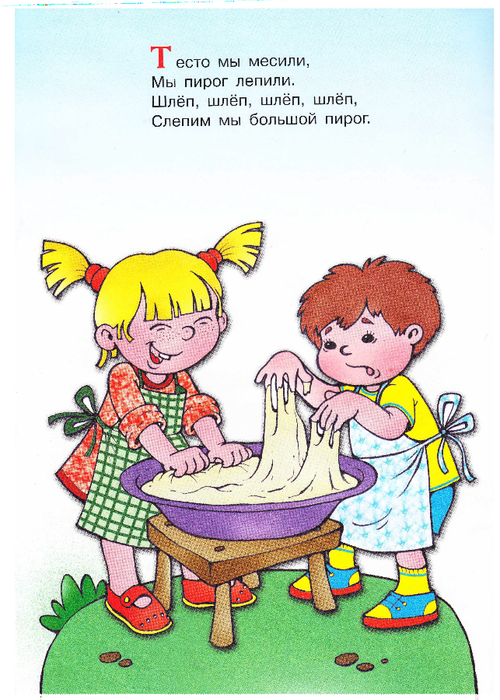 Тесто мы месили,
Мы пирог лепили.
Шлёп, шлёп, шлёп, шлёп,
Слепим мы большой пирог.